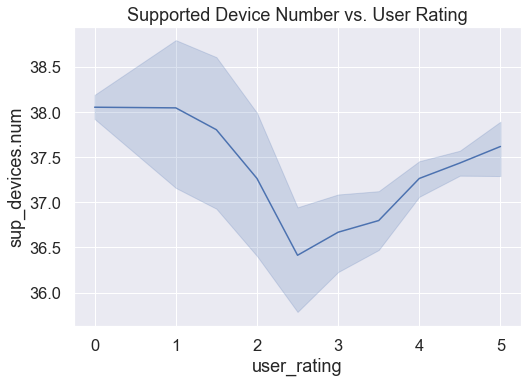 Supported Device Number vs. User Rating
sup_devices.num
38.5
38.0
37.5
37.0
36.5
36.0
0 1 2 3 4 5
user_rating